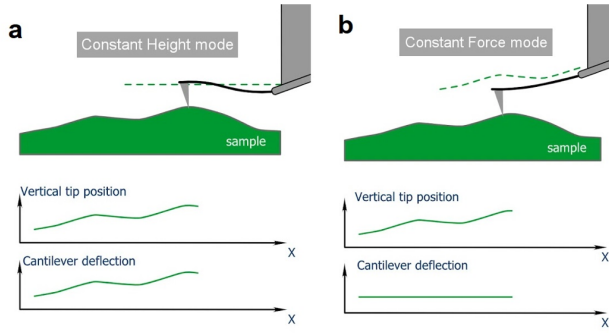 a
Constant Height mode
sample
Vertical tip position
X
Cantilever deflection
X
b
Constant Force mode
sample
Vertical tip position
X
Cantilever deflection
X